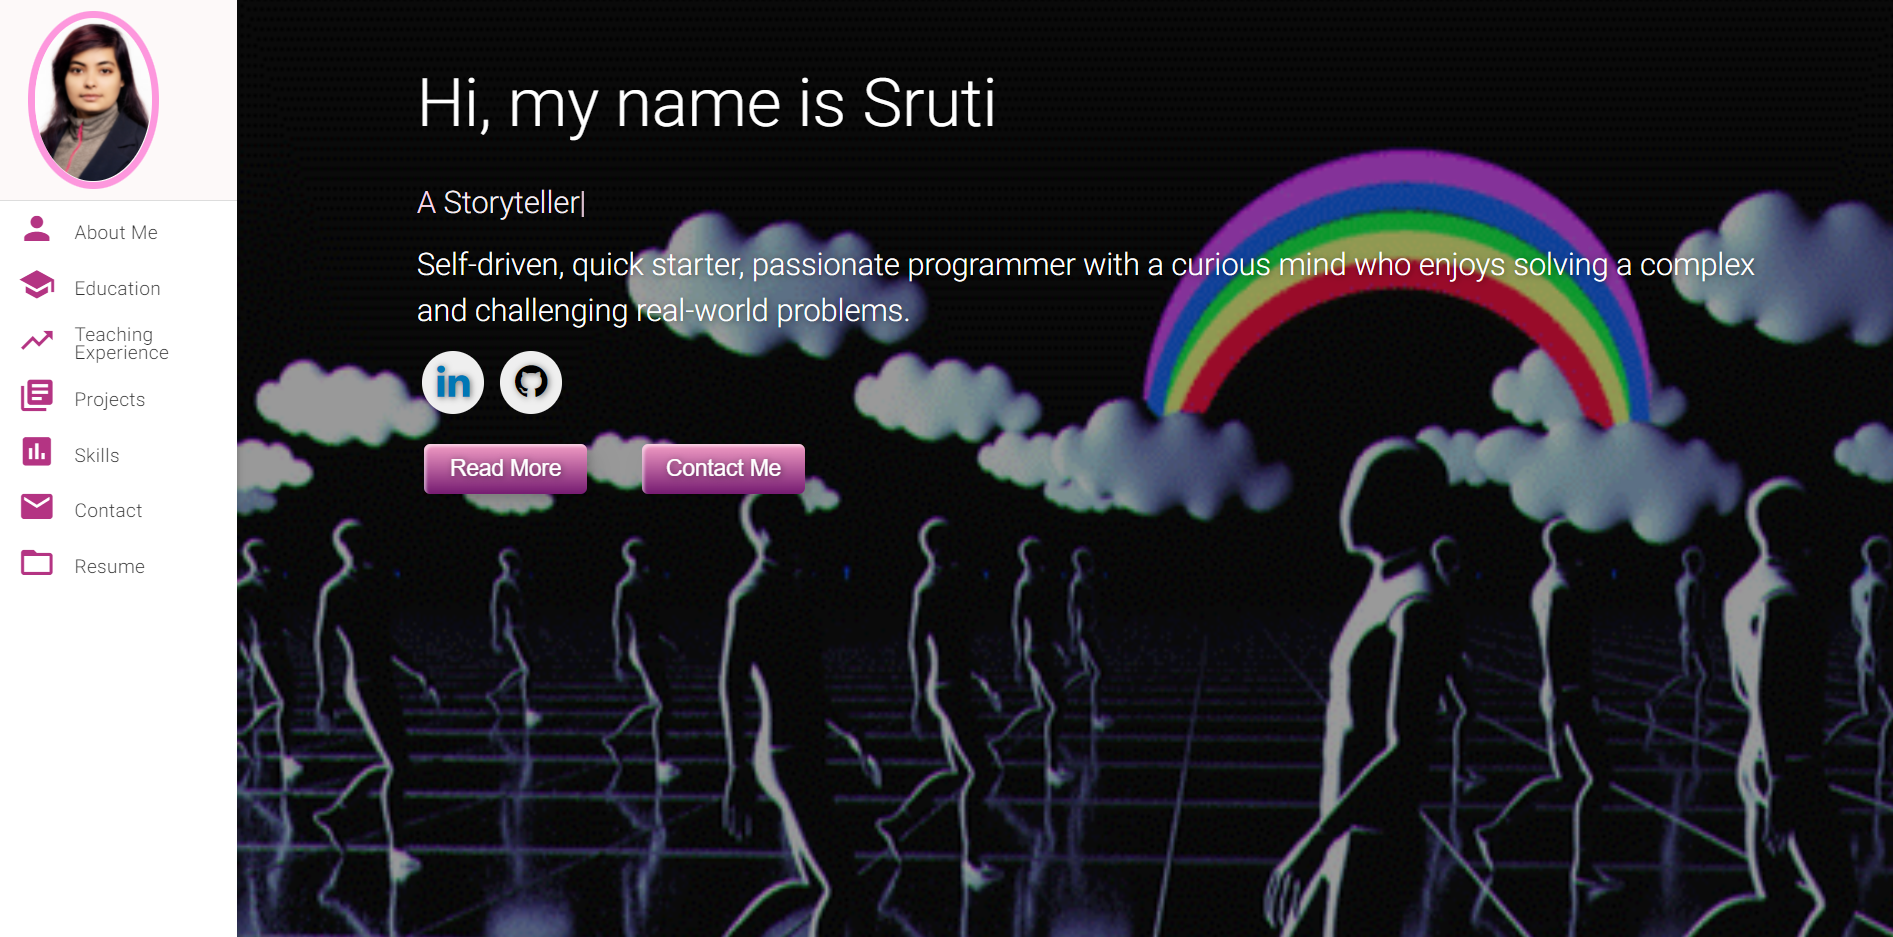 About Me
Education
Teaching
Experience
Projects
Skills
Contact
Resume
Hi, my name is Sruti
A Storyteller|
Self-driven, quick starter, passionate programmer with a curious mind who enjoys solving a complex
and challenging real-world problems.
in
Read More
Contact Me